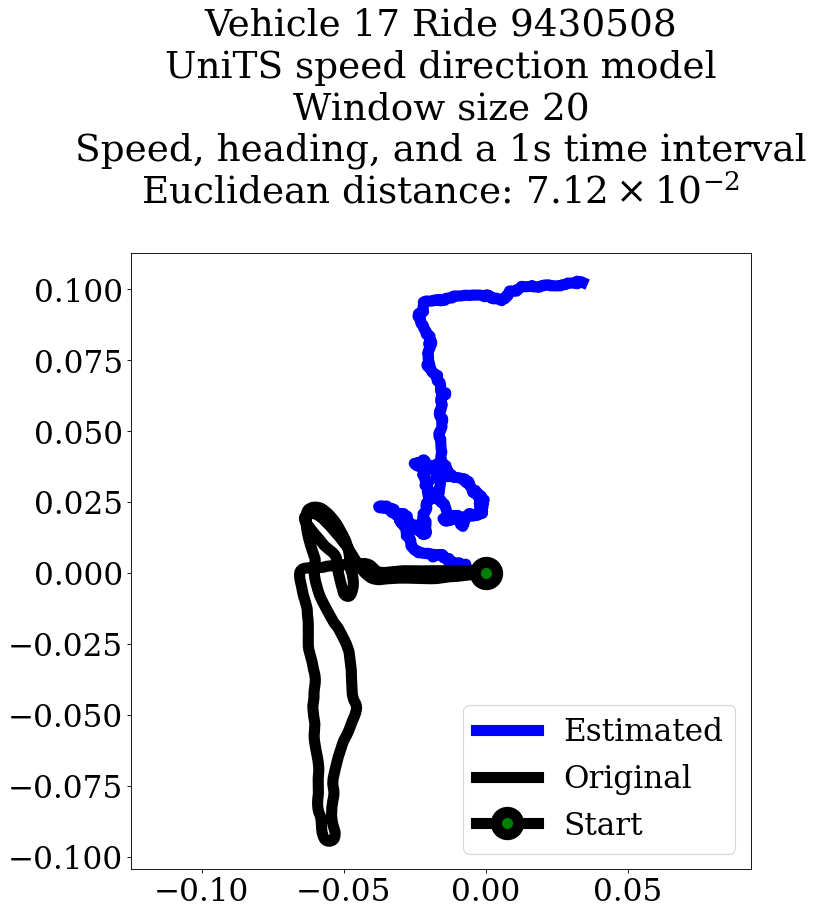 Vehicle 17 Ride 9430508
UniTS speed direction model
Window size 20
Speed, heading, and a 1s time interval
Euclidean distance: 7.12 × 10⁻²
0.100
0.075
0.050
0.025
0.000
−0.025
−0.050
−0.075
−0.100
−0.10
−0.05
0.00
0.05
Estimated
Original
Start